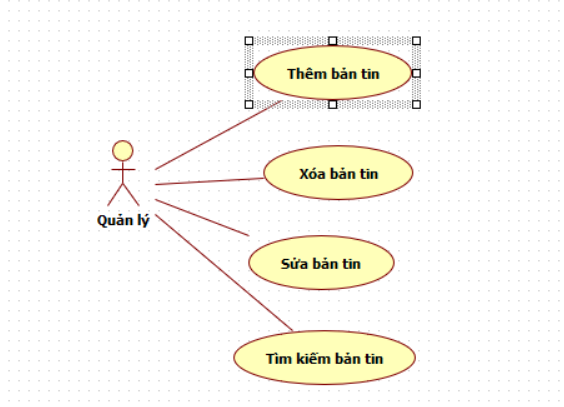 Thêm bản tin
Xóa bản tin
Quản lý
Sửa bản tin
Tìm kiếm bản tin